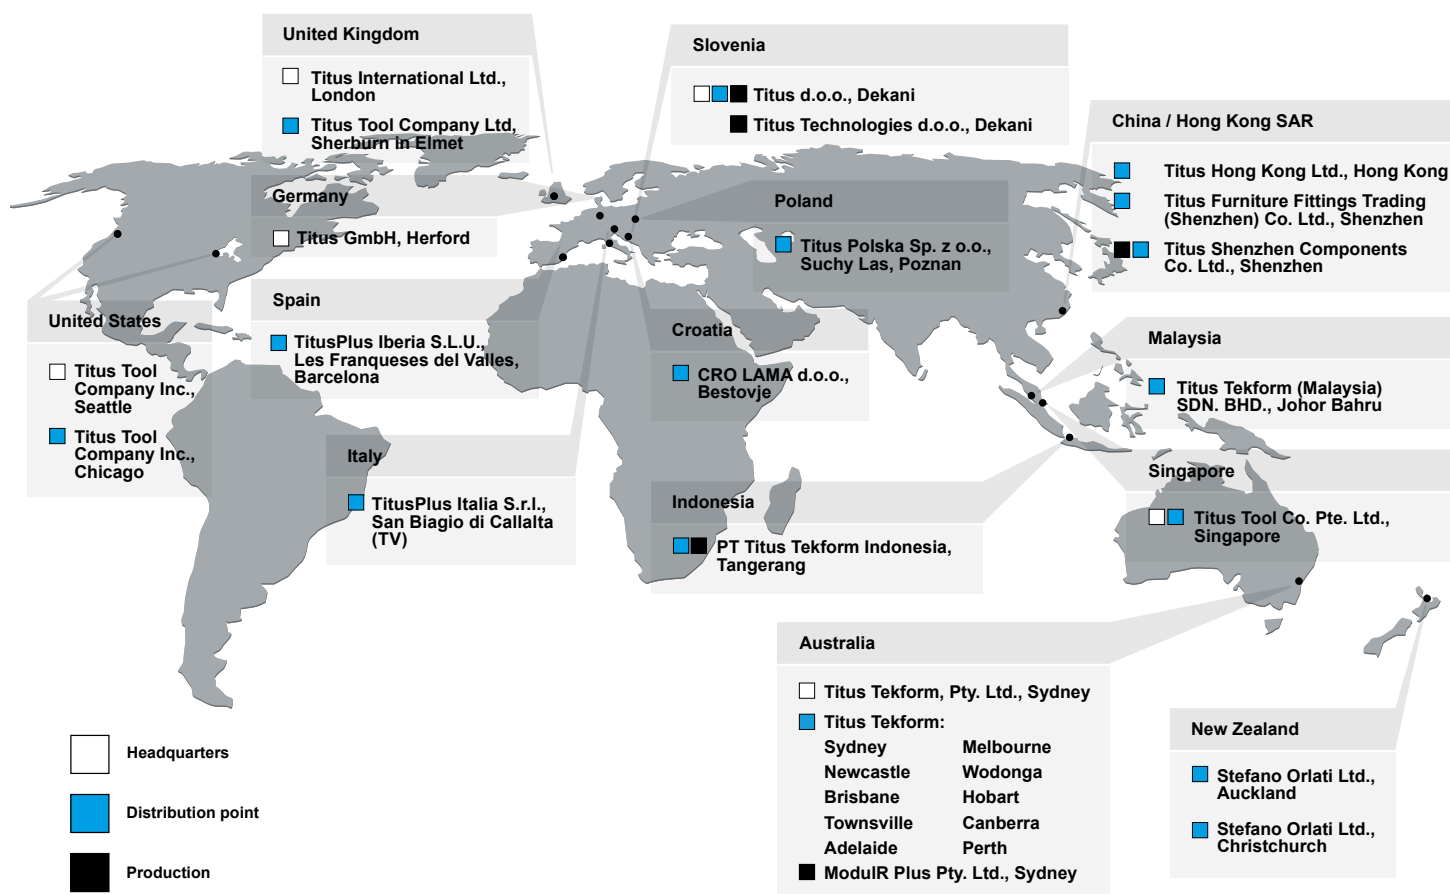 United Kingdom
Titus International Ltd.,
London
Titus Tool Company Ltd,
Sherburn in Elmet
Slovenia
Titus d.o.o., Dekani
Titus Technologies d.o.o., Dekani
China / Hong Kong SAR
Titus Hong Kong Ltd., Hong Kong
Titus Furniture Fittings Trading
(Shenzhen) Co. Ltd., Shenzhen
Titus Shenzhen Components
Co. Ltd., Shenzhen
Germany
Titus GmbH, Herford
Poland
Titus Polska Sp. z o.o.,
Suchy Las, Poznan
United States
Titus Tool
Company Inc.,
Seattle
Titus Tool
Company Inc.,
Chicago
Spain
TitusPlus Iberia S.L.U.,
Les Franqueses del Valles,
Barcelona
Croatia
CRO LAMA d.o.o.,
Bestovje
Malaysia
Titus Tekform (Malaysia)
SDN. BHD., Johor Bahru
Italy
TitusPlus Italia S.r.l.,
San Biagio di Callalta
(TV)
Indonesia
PT Titus Tekform Indonesia,
Tangerang
Singapore
Titus Tool Co. Pte. Ltd.,
Singapore
Australia
Titus Tekform, Pty. Ltd., Sydney
Titus Tekform:
Sydney Melbourne
Newcastle Wodonga
Brisbane Hobart
Townsville Canberra
Adelaide Perth
ModulR Plus Pty. Ltd., Sydney
New Zealand
Stefano Orlati Ltd.,
Auckland
Stefano Orlati Ltd.,
Christchurch
Headquarters
Distribution point
Production